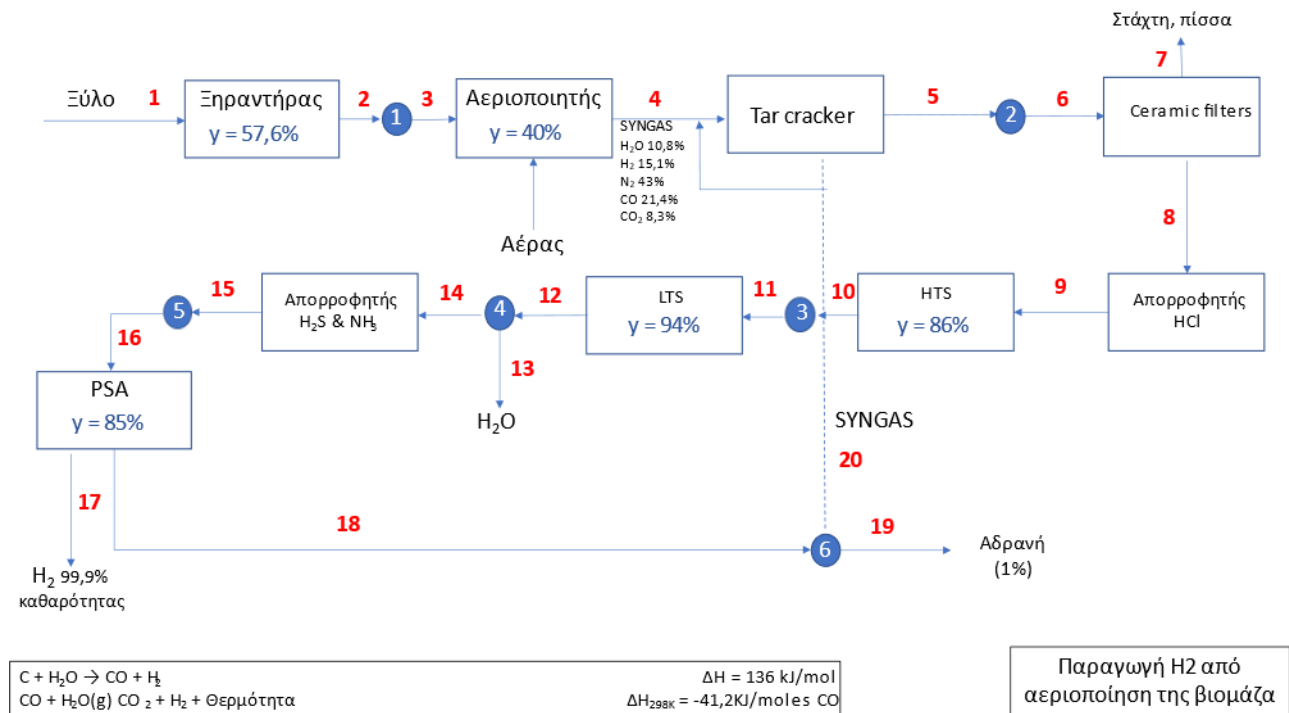 Στάχτη, πίσσα
7
Ξύλο
1
Ξηραντήρας
y = 57,6%
2
1
3
Αεριοποιητής
y = 40%
4
SYNGAS
H₂O 10,8%
H₂ 15,1%
N₂ 43%
CO 21,4%
CO₂ 8,3%
Tar cracker
5
2
6
Ceramic filters
8
Αέρας
15
5
16
Απορροφητής
H₂S & NH₃
14
4
12
LTS
y = 94%
11
3
10
HTS
y = 86%
9
Απορροφητής
HCl
13
H₂O
PSA
y = 85%
SYNGAS
20
17
18
6
19
Αδρανή
(1%)
H₂ 99,9%
καθαρότητας
C + H₂O → CO + H₂ ΔH = 136 kJ/mol
CO + H₂O(g) CO₂ + H₂ + Θερμότητα ΔH₂₉₈ₖ = -41,2KJ/moles CO
Παραγωγή H2 από
αεριοποίηση της βιομάζα